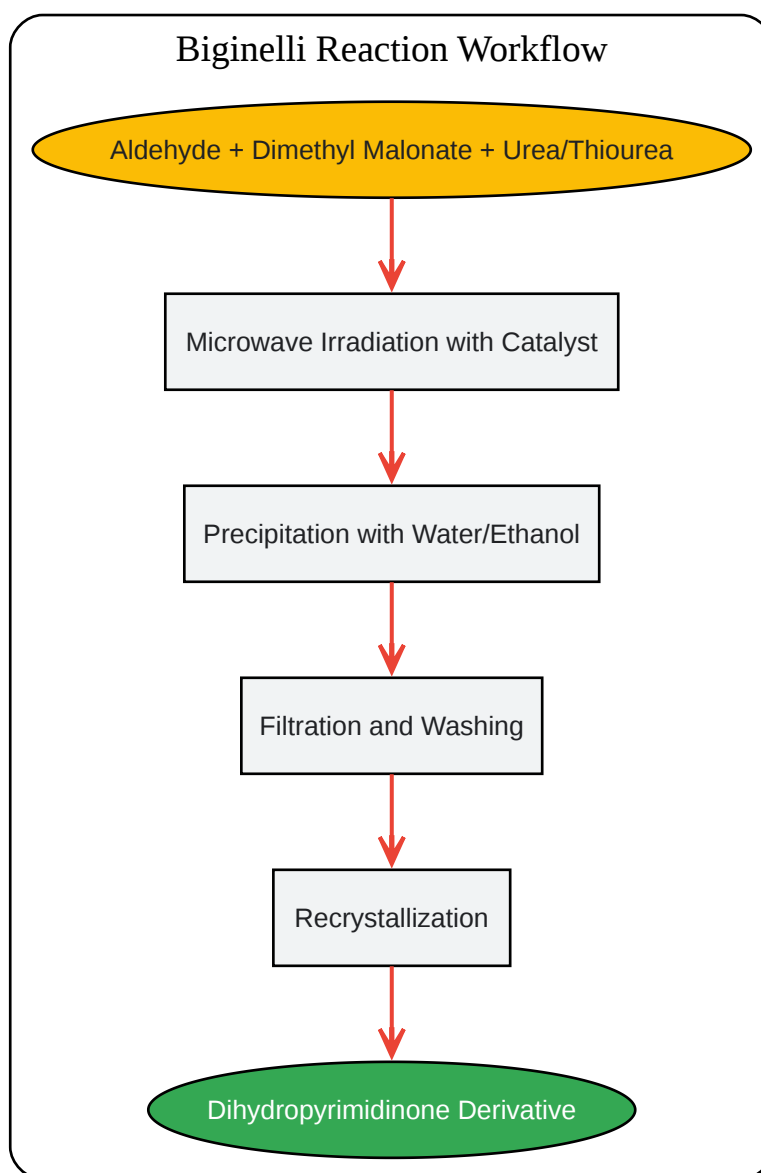 Biginelli Reaction Workflow
Aldehyde + Dimethyl Malonate + Urea/Thiourea
Microwave Irradiation with Catalyst
Precipitation with Water/Ethanol
Filtration and Washing
Recrystallization
Dihydropyrimidinone Derivative